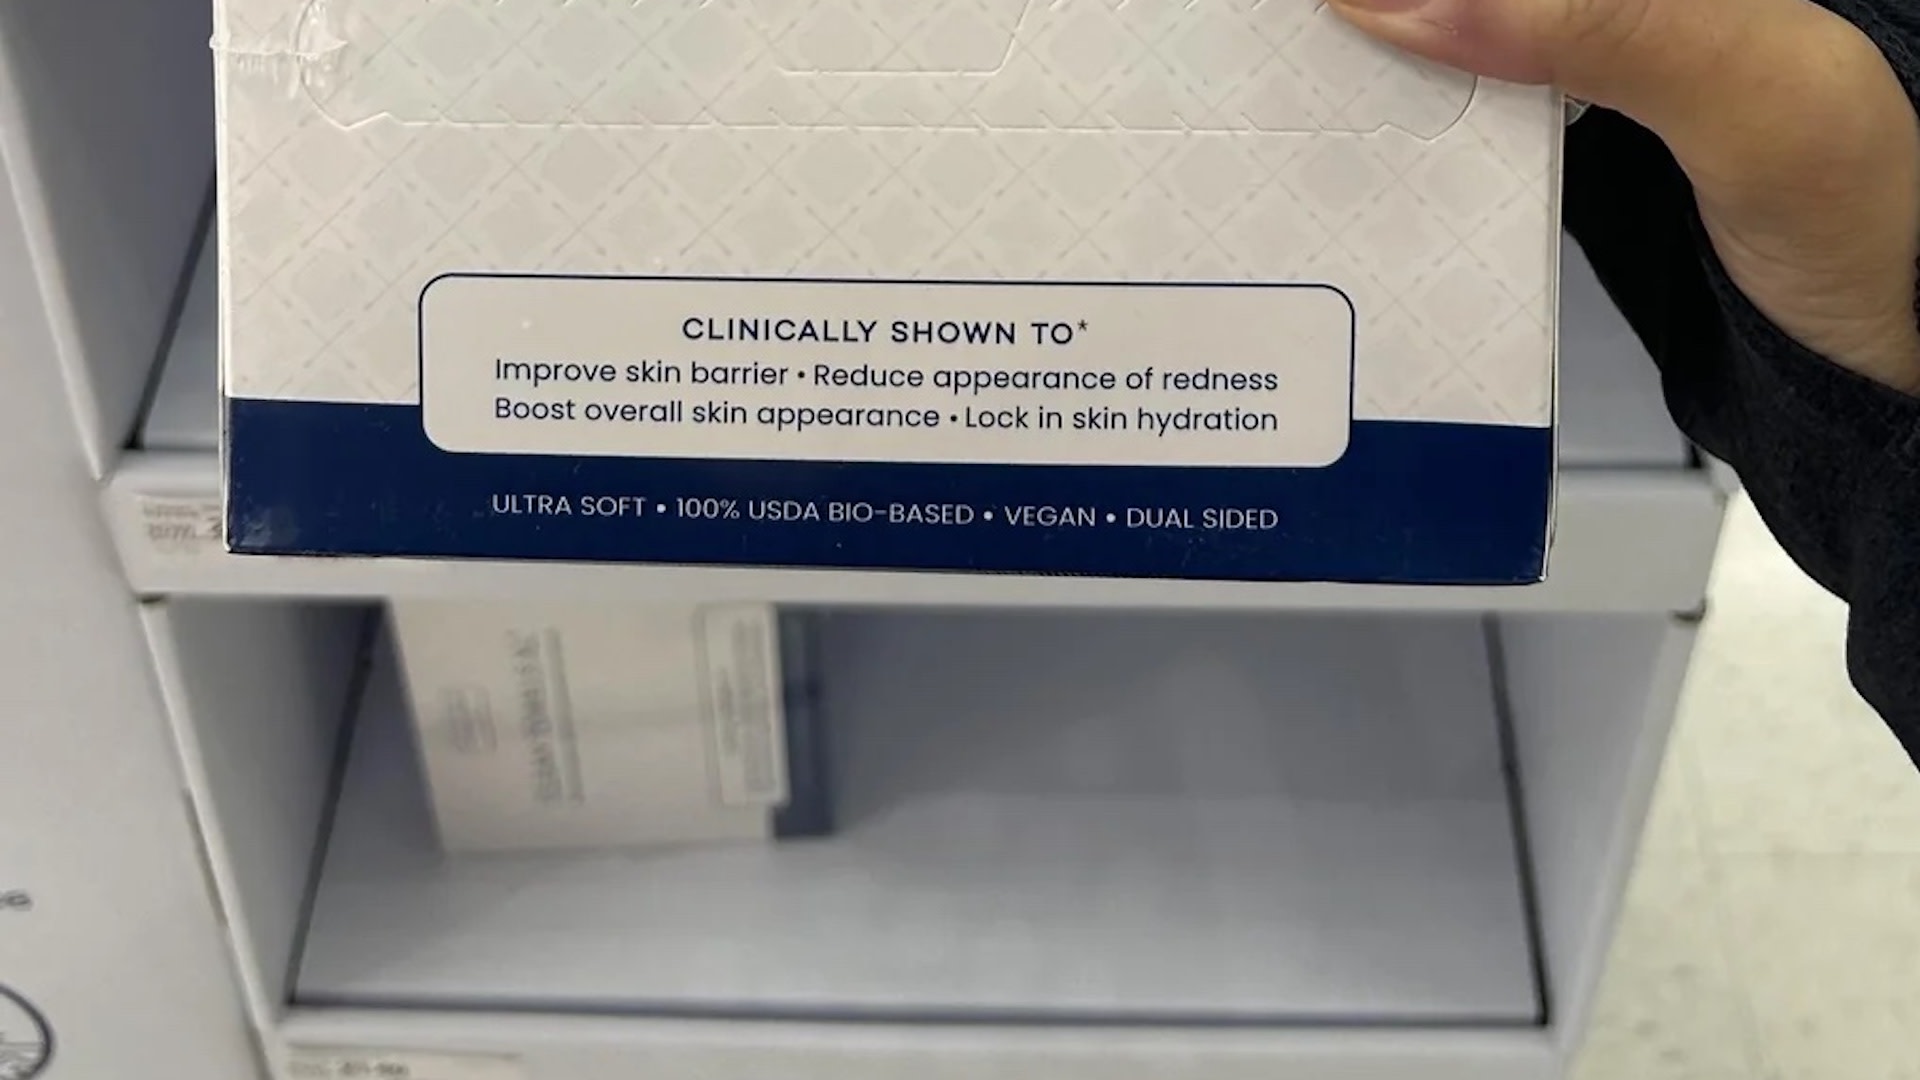 CLINICALLY SHOWN TO*
Improve skin barrier • Reduce appearance of redness
Boost overall skin appearance • Lock in skin hydration
ULTRA SOFT • 100% USDA BIO-BASED • VEGAN • DUAL SIDED